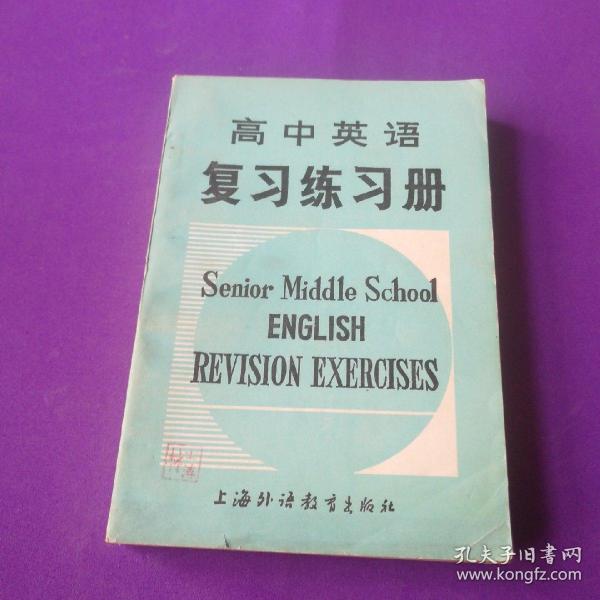 高中英语
复习练习册
Senior Middle School
ENGLISH
REVISION EXERCISES
上海外语教育出版社
孔夫子旧书网
www.kongfz.com